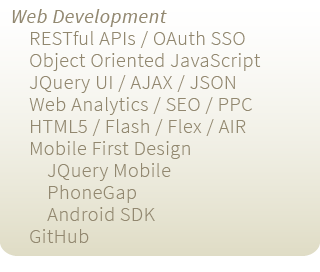 Web Development
RESTful APIs / OAuth SSO
Object Oriented JavaScript
JQuery UI / AJAX / JSON
Web Analytics / SEO / PPC
HTML5 / Flash / Flex / AIR
Mobile First Design
JQuery Mobile
PhoneGap
Android SDK
GitHub